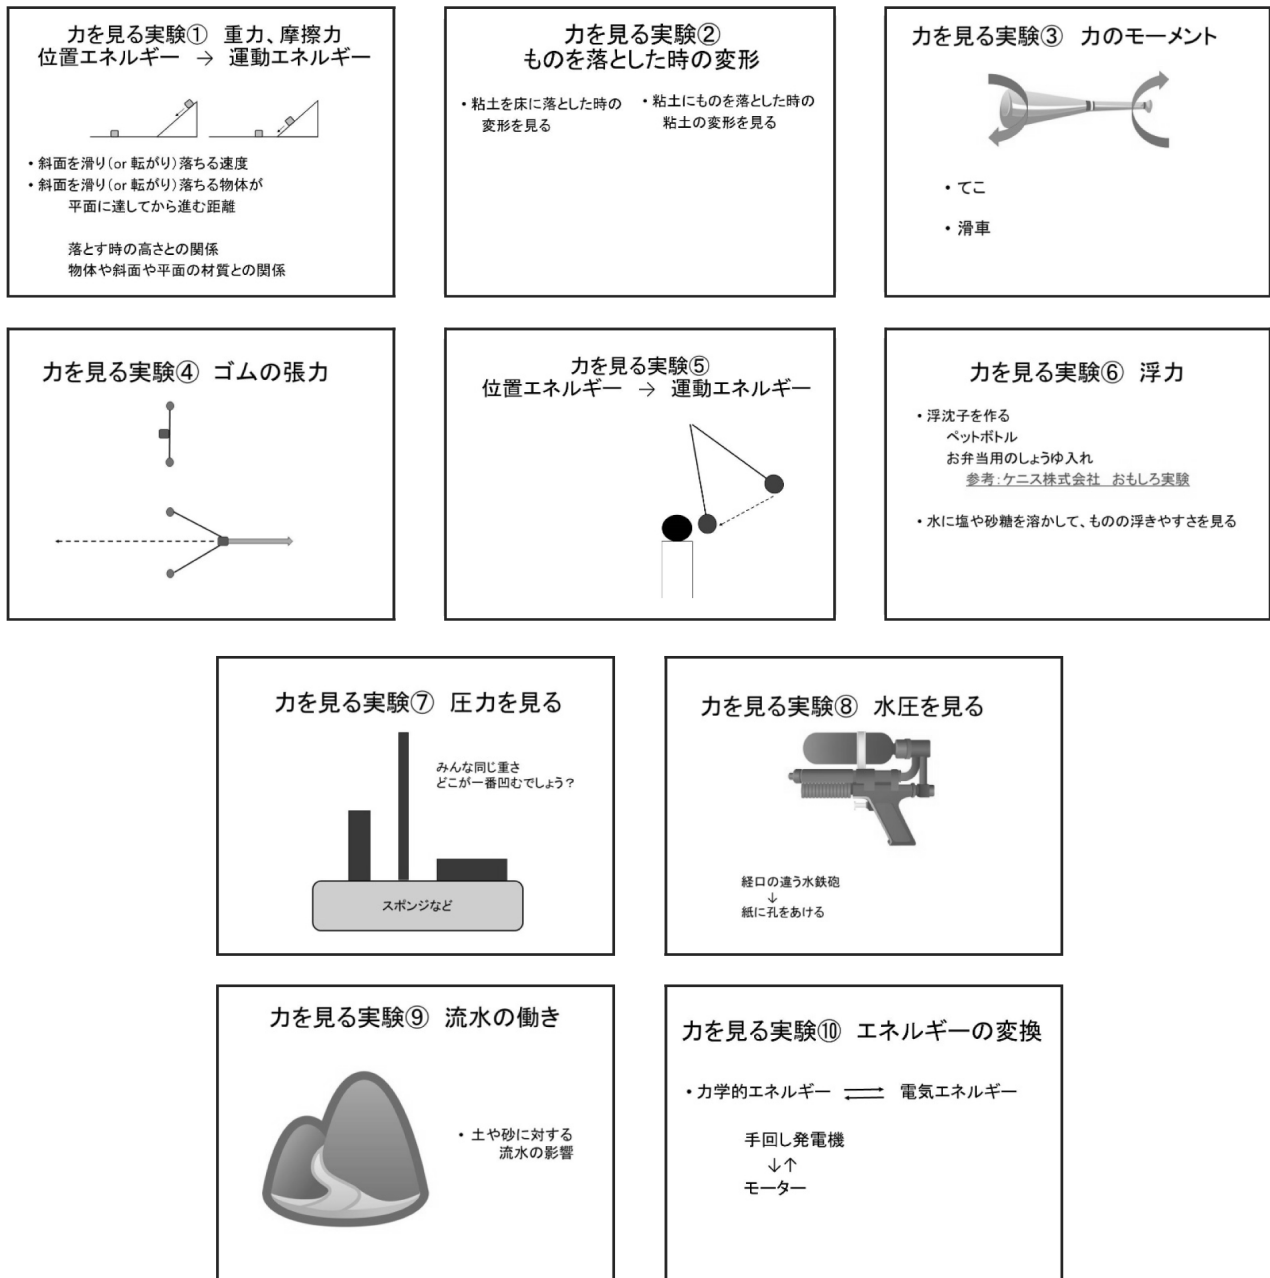 力を見る実験① 重力、摩擦力
位置エネルギー → 運動エネルギー
・斜面を滑り(or 転がり)落ちる速度
・斜面を滑り(or 転がり)落ちる物体が
平面に達してから進む距離
落とす時の高さとの関係
物体や斜面や平面の材質との関係
力を見る実験②
ものを落とした時の変形
・粘土を床に落とした時の
変形を見る
・粘土にものを落とした時の
粘土の変形を見る
力を見る実験③ 力のモーメント
・てこ
・滑車
力を見る実験④ ゴムの張力
力を見る実験⑤
位置エネルギー → 運動エネルギー
力を見る実験⑥ 浮力
・浮沈子を作る
ペットボトル
お弁当用のしょうゆ入れ
参考:ケニス株式会社 おもしろ実験
・水に塩や砂糖を溶かして、ものの浮きやすさを見る
力を見る実験⑦ 圧力を見る
みんな同じ重さ
どこが一番凹むでしょう?
スポンジなど
力を見る実験⑧ 水圧を見る
経口の違う水鉄砲
↓
紙に孔をあける
力を見る実験⑨ 流水の働き
・土や砂に対する
流水の影響
力を見る実験⑩ エネルギーの変換
・力学的エネルギー ⇄ 電気エネルギー
手回し発電機
↓↑
モーター